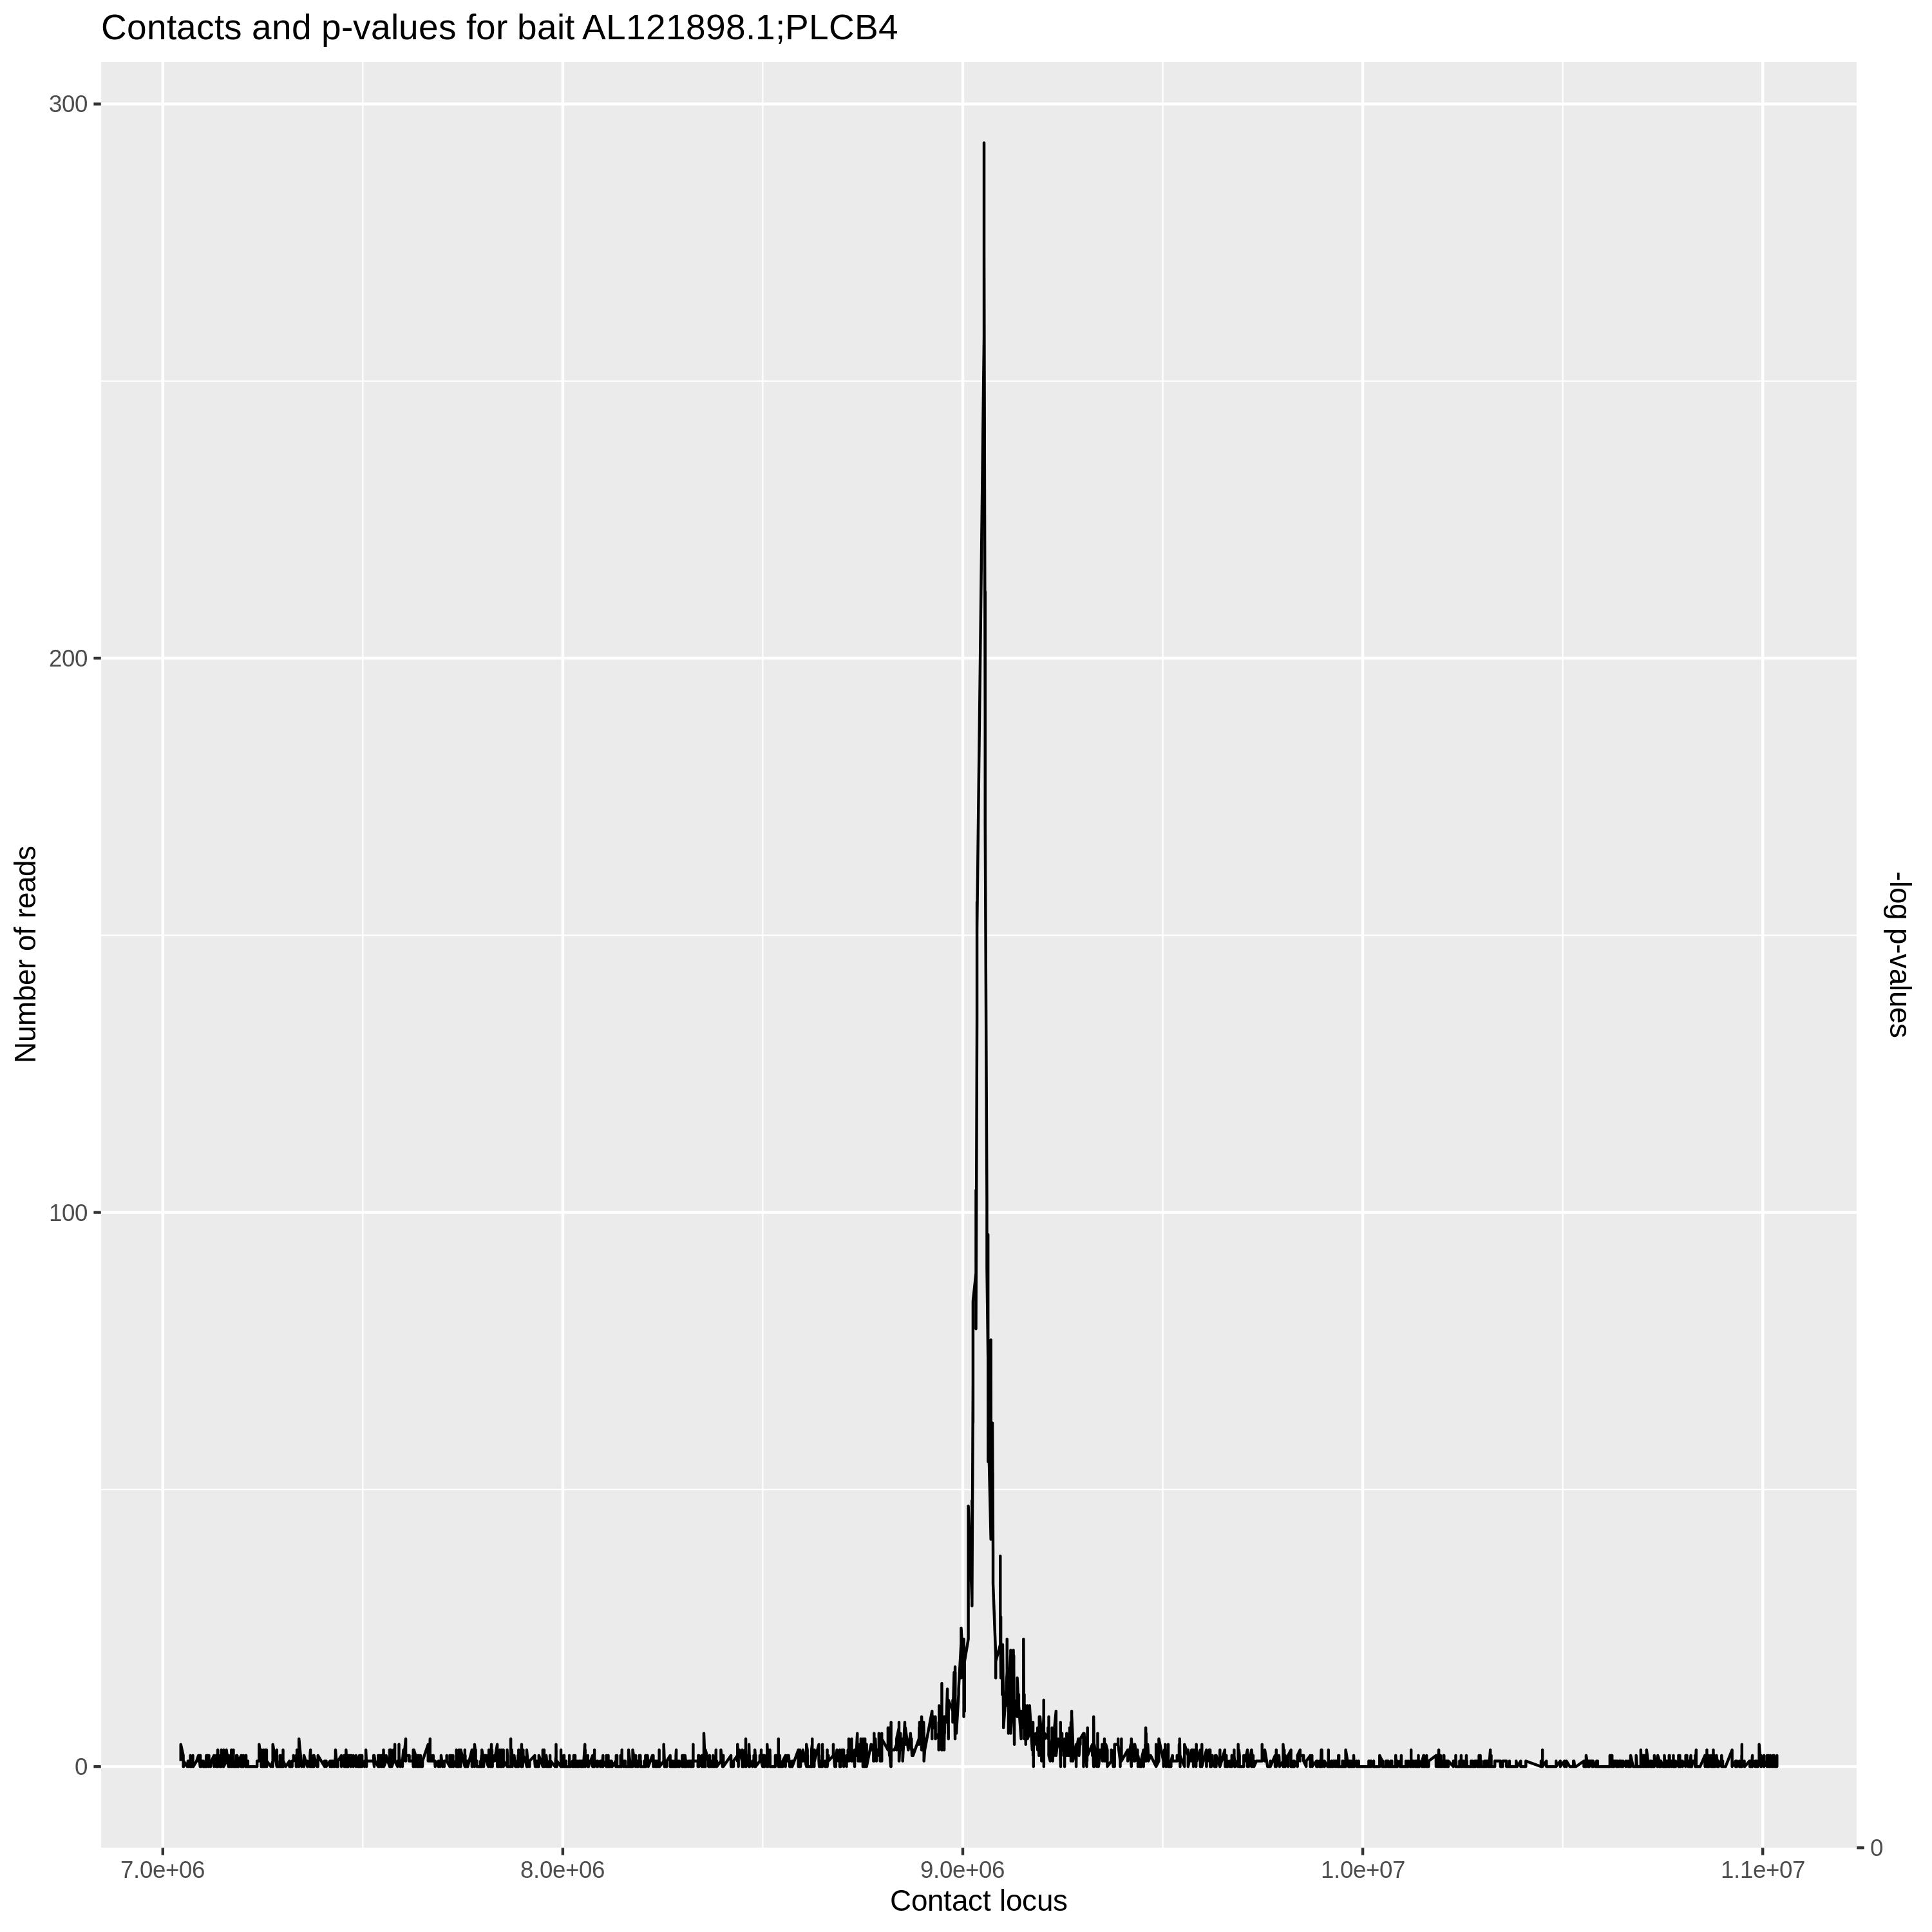 Contacts and p-values for bait AL121898.1;PLCB4
300
200
100
0
Number of reads
-log p-values
0
7.0e+06 8.0e+06 9.0e+06 1.0e+07 1.1e+07
Contact locus